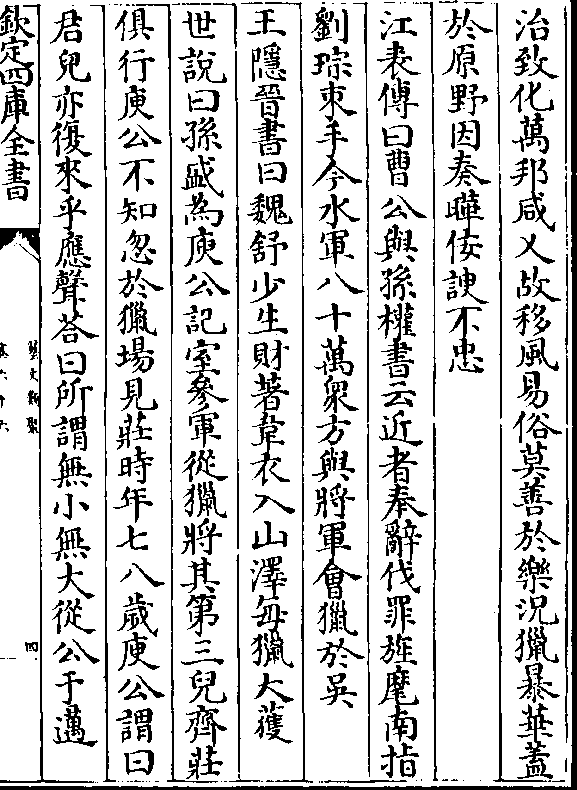 治致化萬邦咸乂故移風易俗莫善於樂況獵暴華蓋
於原野因奏曄佞諛不忠
江表傳曰曹公與孫權書云近者奉辭伐罪旌麾南指
劉琮束手今水軍八十萬衆方與將軍會獵於吳
王隱晉書曰魏舒少生財著韋衣入山澤每獵大獲
世說曰孫盛為庾公記室參軍從獵將其第三兒齊莊
俱行庾公不知忽於獵場見莊時年七八歲庾公謂曰
君兒亦復來乎應聲荅曰所謂無小無大從公于邁
欽定四庫全書
藝文類聚
卷六十六
四